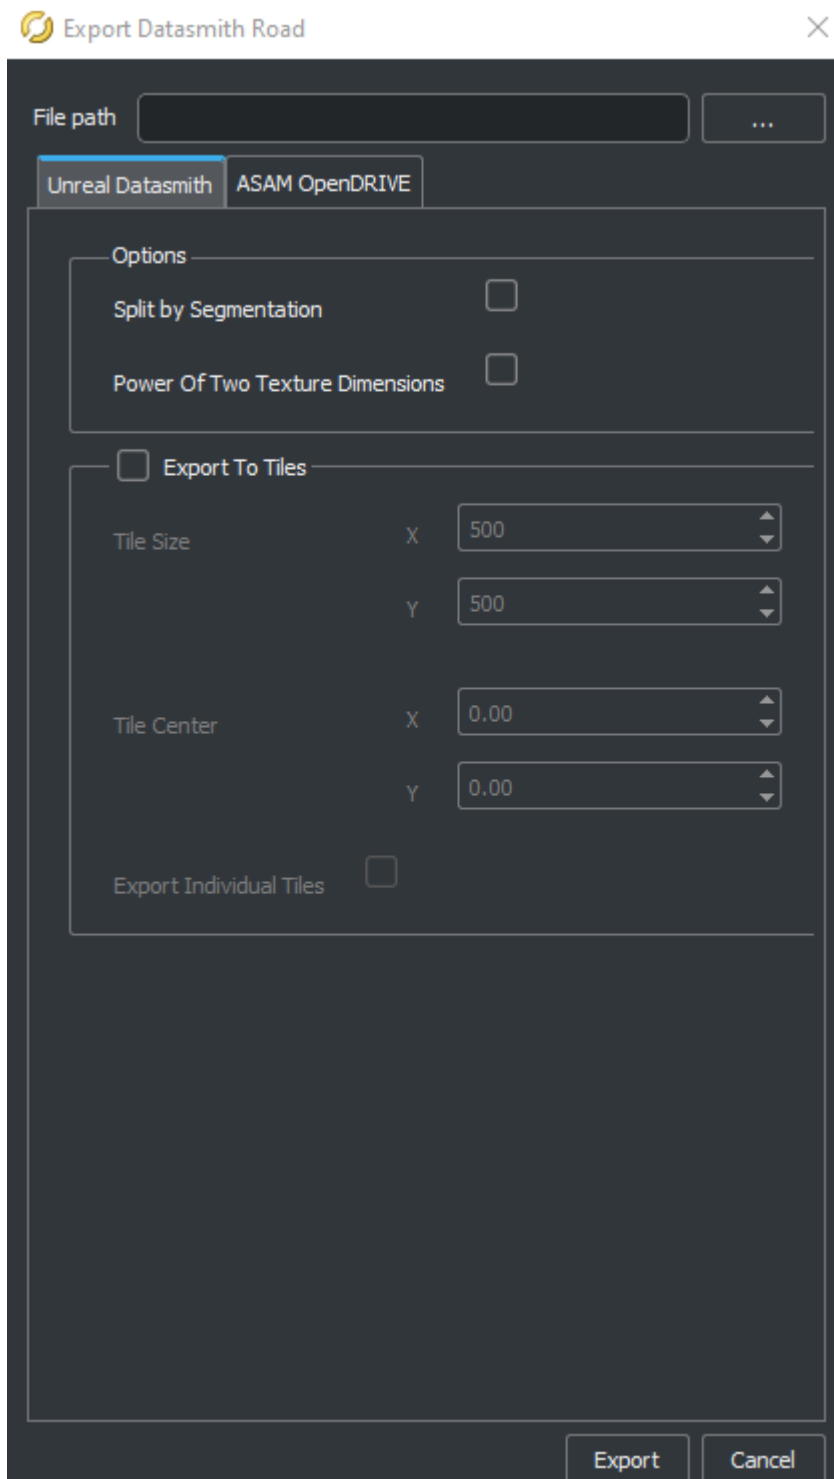 Export Datasmith Road
File path
...
Unreal Datasmith ASAM OpenDRIVE
Options
Split by Segmentation
Power Of Two Texture Dimensions
Export To Tiles
Tile Size X 500
Y 500
Tile Center X 0.00
Y 0.00
Export Individual Tiles
Export Cancel